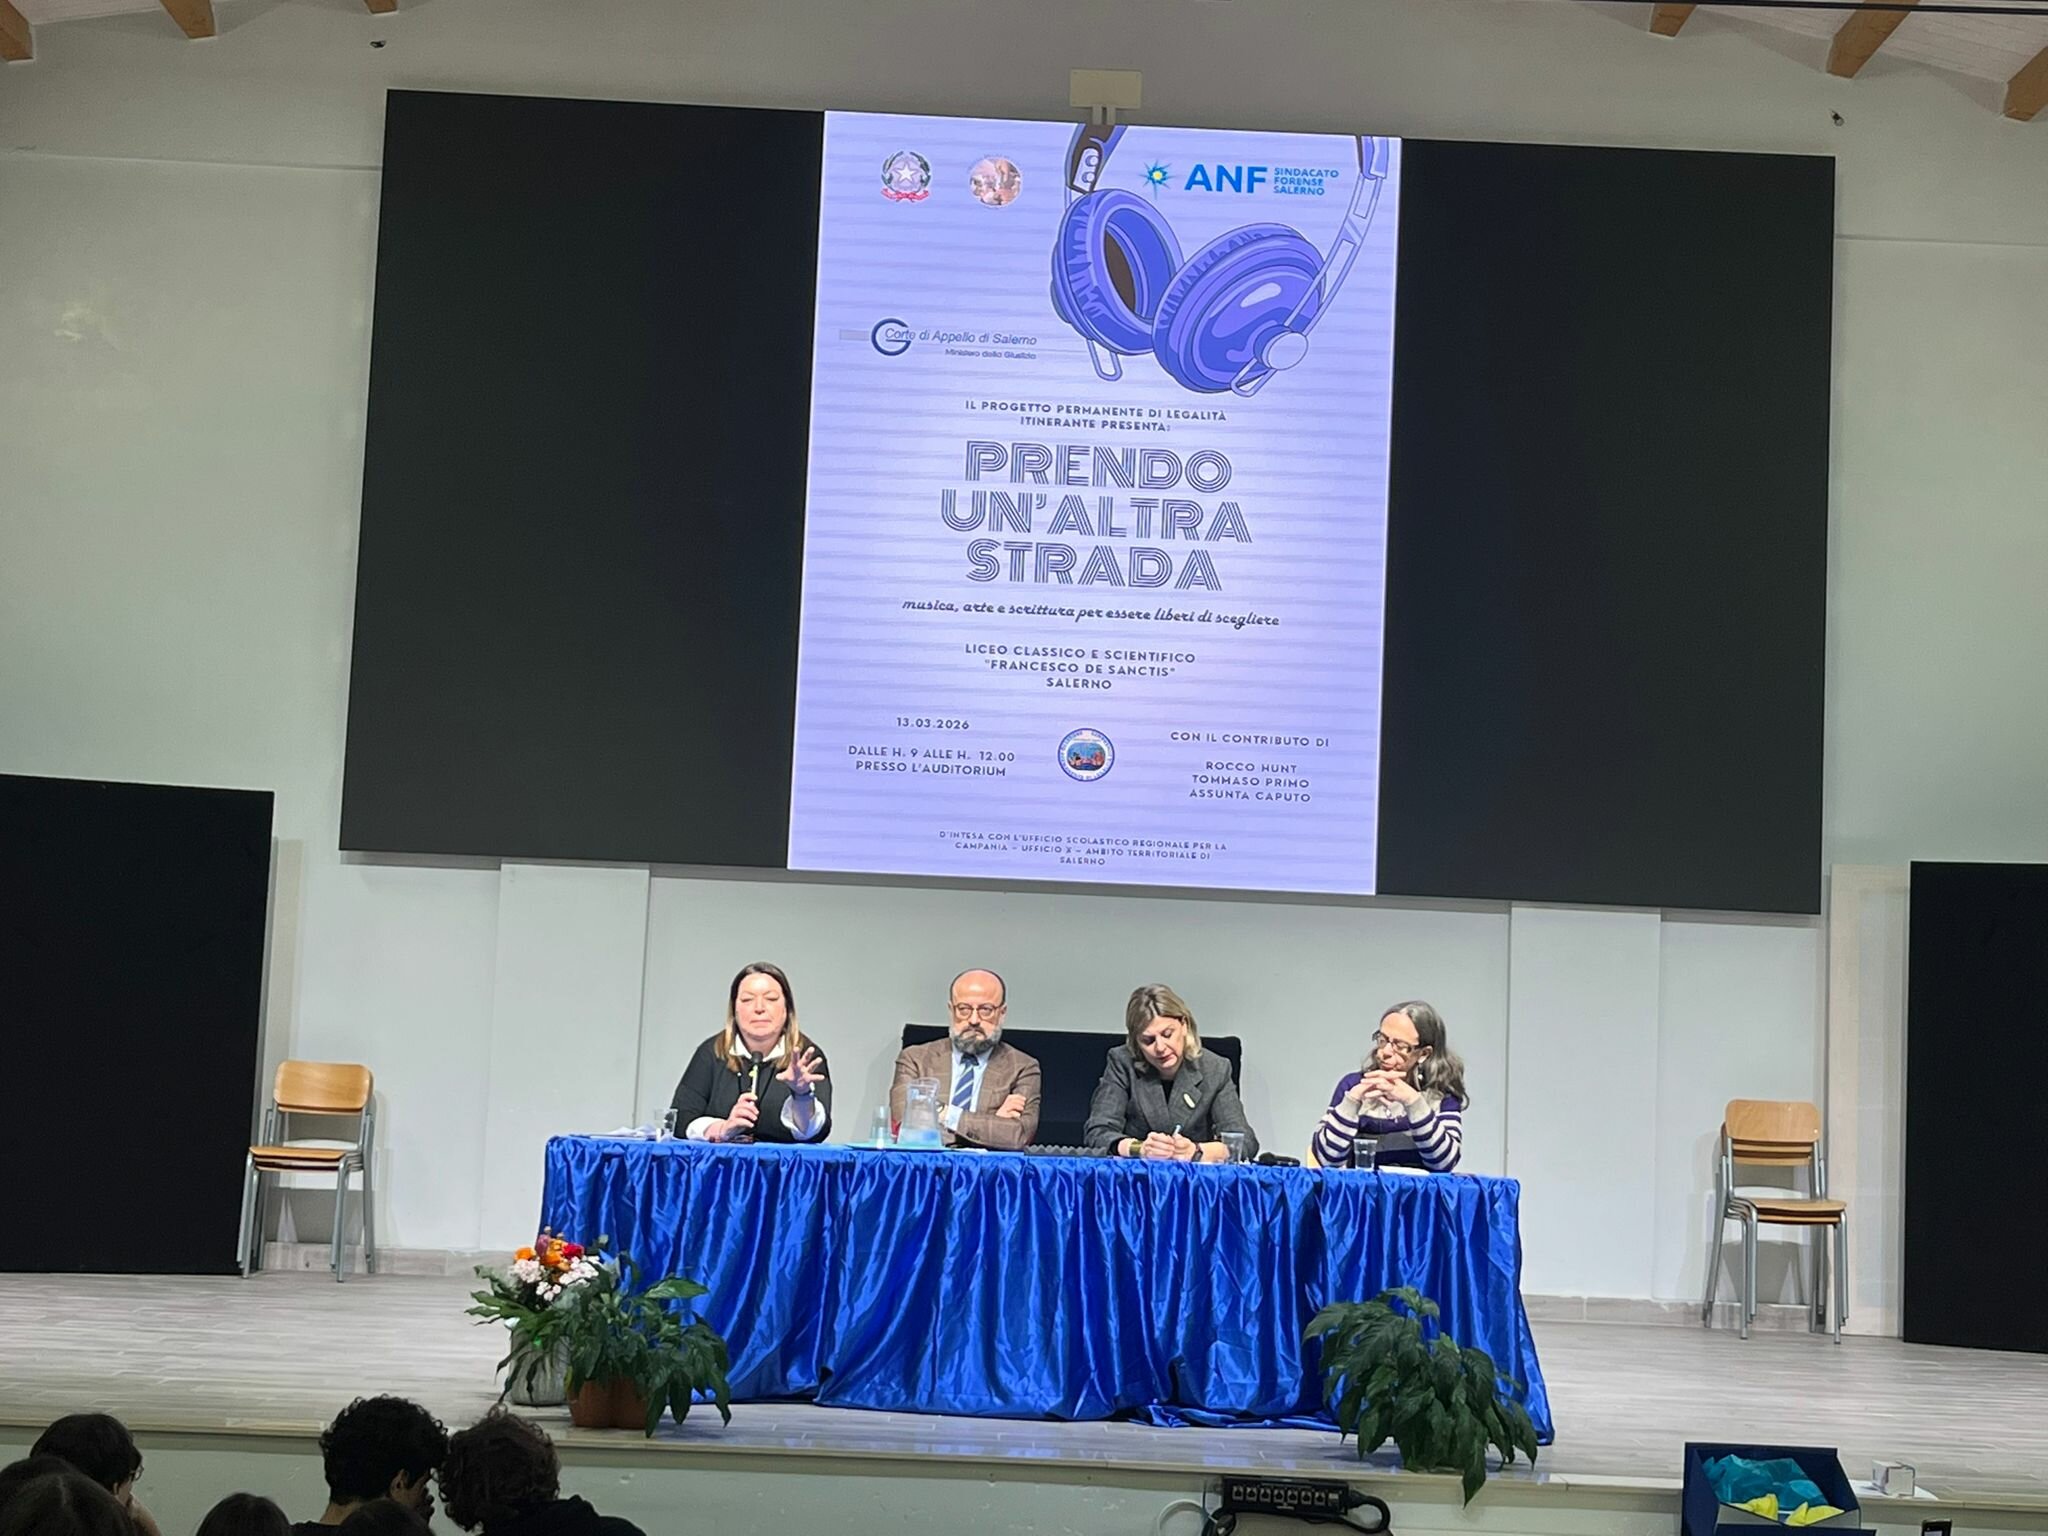 ANF
SINDACATO
FORENSE
SALERNO
Corte di Appello di Salerno
Ministero della Giustizia
IL PROGETTO PERMANENTE DI LEGALITÀ
ITINERANTE PRESENTA:
PRENDO
UN'ALTRA
STRADA
musica, arte e scrittura per essere liberi di scegliere
LICEO CLASSICO E SCIENTIFICO
"FRANCESCO DE SANCTIS"
SALERNO
13.03.2026
DALLE H. 9 ALLE H. 12.00
PRESSO L'AUDITORIUM
CON IL CONTRIBUTO DI
ROCCO HUNT
TOMMASO PRIMO
ASSUNTA CAPUTO
D'INTESA CON L'UFFICIO SCOLASTICO REGIONALE PER LA
CAMPANIA – UFFICIO X – AMBITO TERRITORIALE DI
SALERNO